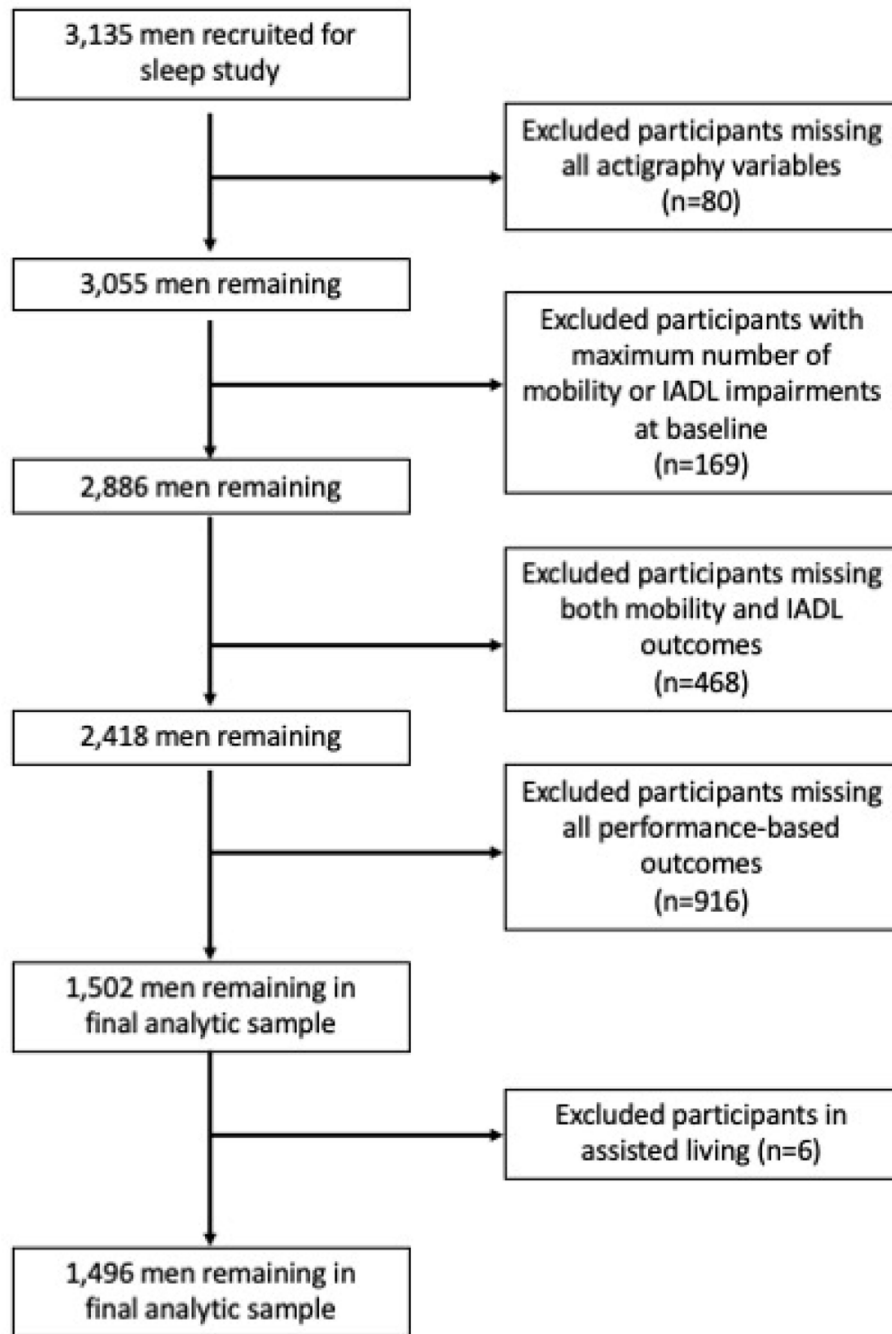 3,135 men recruited for
sleep study
Excluded participants missing
all actigraphy variables
(n=80)
3,055 men remaining
Excluded participants with
maximum number of
mobility or IADL impairments
at baseline
(n=169)
2,886 men remaining
Excluded participants missing
both mobility and IADL
outcomes
(n=468)
2,418 men remaining
Excluded participants missing
all performance-based
outcomes
(n=916)
1,502 men remaining in
final analytic sample
Excluded participants in
assisted living (n=6)
1,496 men remaining in
final analytic sample